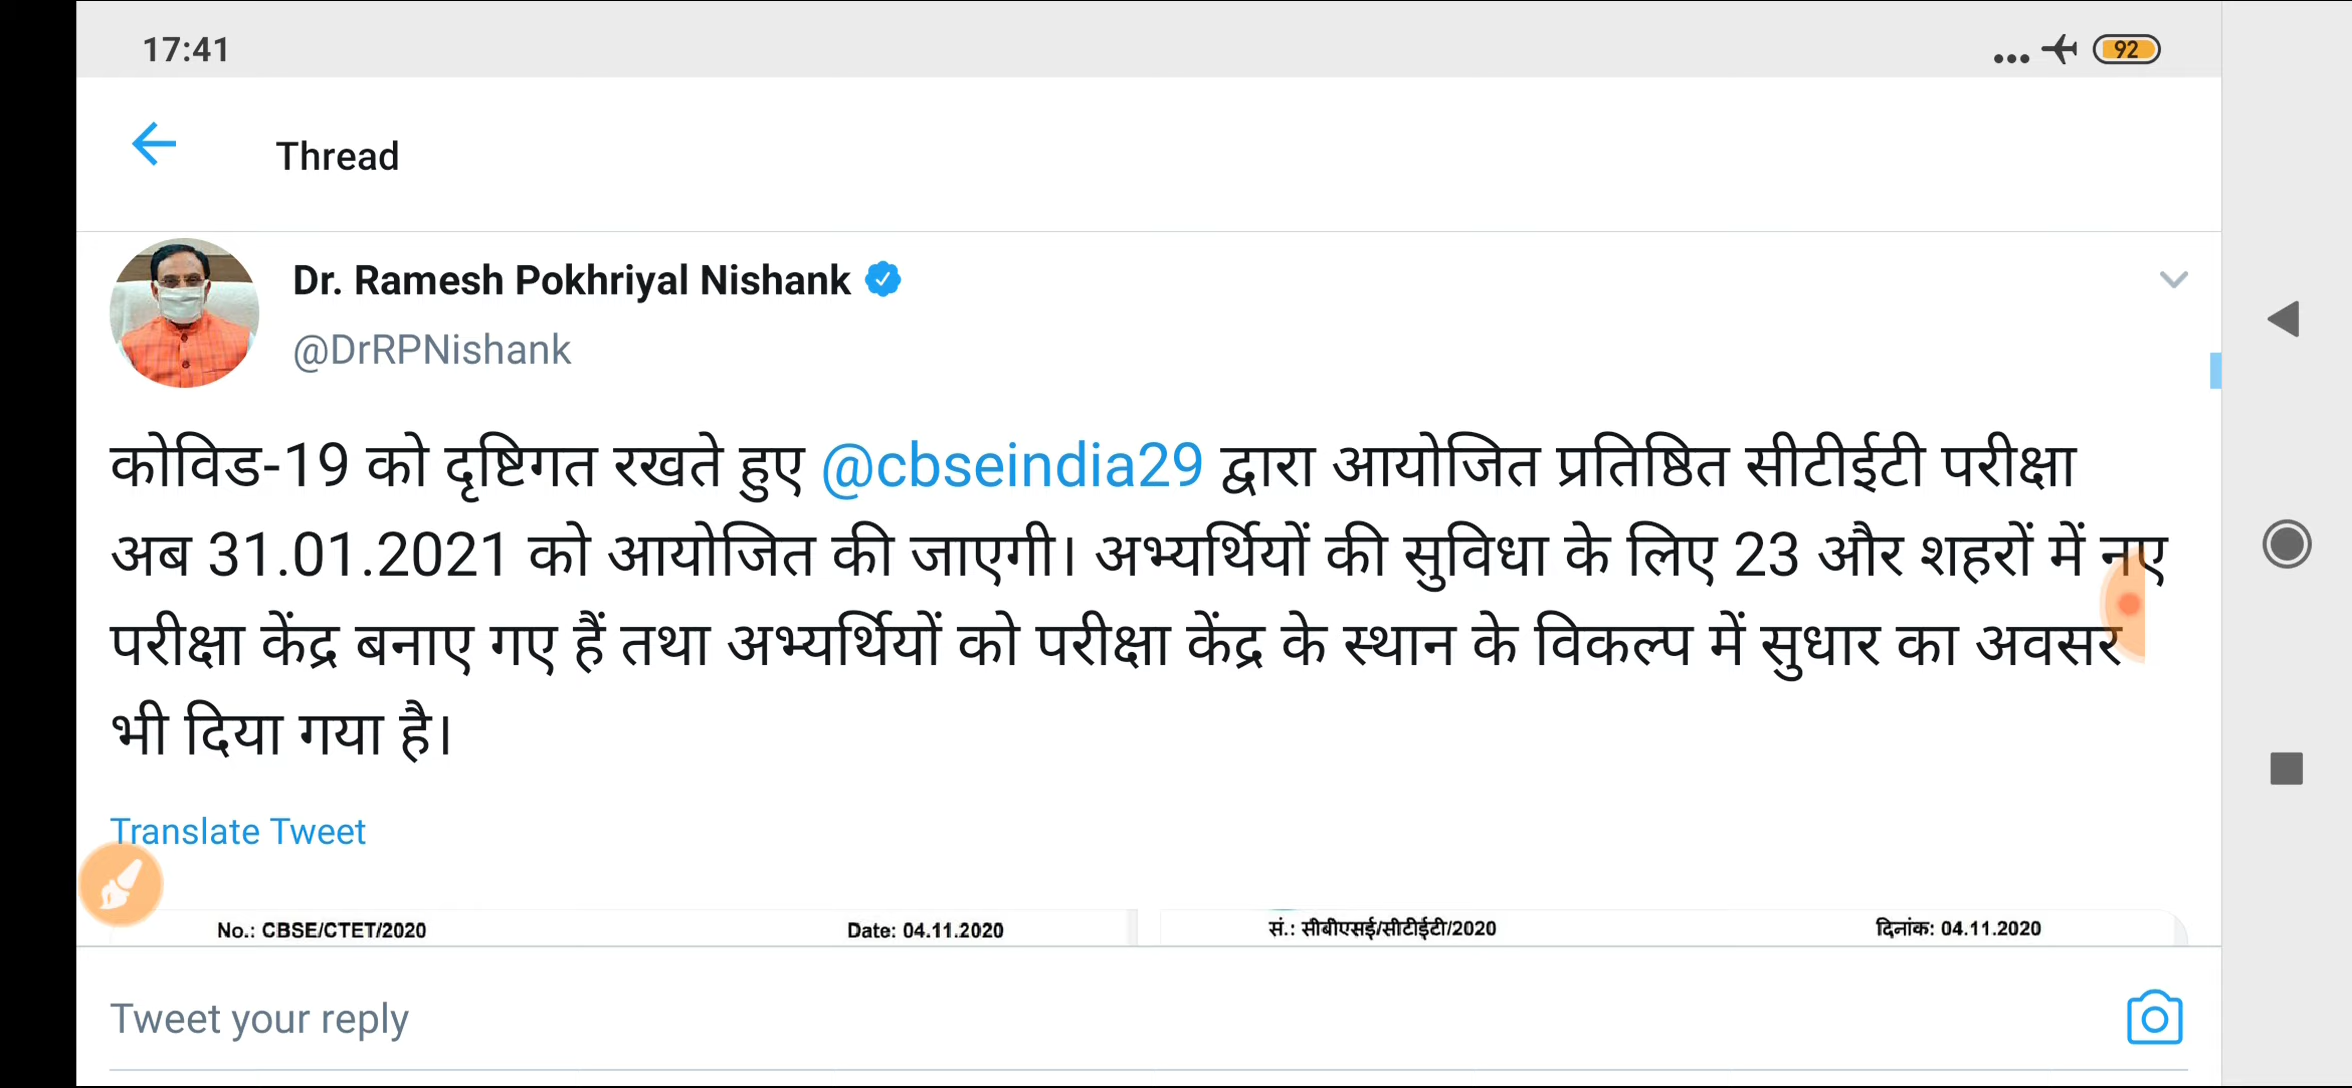 17:41
92
Thread
Dr. Ramesh Pokhriyal Nishank
@DrRPNishank
कोविड-19 को दृष्टिगत रखते हुए @cbseindia29 द्वारा आयोजित प्रतिष्ठित सीटीईटी परीक्षा
अब 31.01.2021 को आयोजित की जाएगी। अभ्यर्थियों की सुविधा के लिए 23 और शहरों में नए
परीक्षा केंद्र बनाए गए हैं तथा अभ्यर्थियों को परीक्षा केंद्र के स्थान के विकल्प में सुधार का अवसर
भी दिया गया है।
Translate Tweet
No.: CBSE/CTET/2020 Date: 04.11.2020 सं.: सीबीएसई/सीटीईटी/2020 दिनांक: 04.11.2020
Tweet your reply